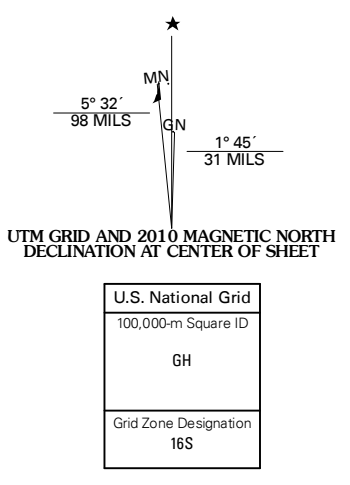 MN
GN
5° 32´
98 MILS
1° 45´
31 MILS
UTM GRID AND 2010 MAGNETIC NORTH
DECLINATION AT CENTER OF SHEET
U.S. National Grid
100,000-m Square ID
GH
Grid Zone Designation
16S